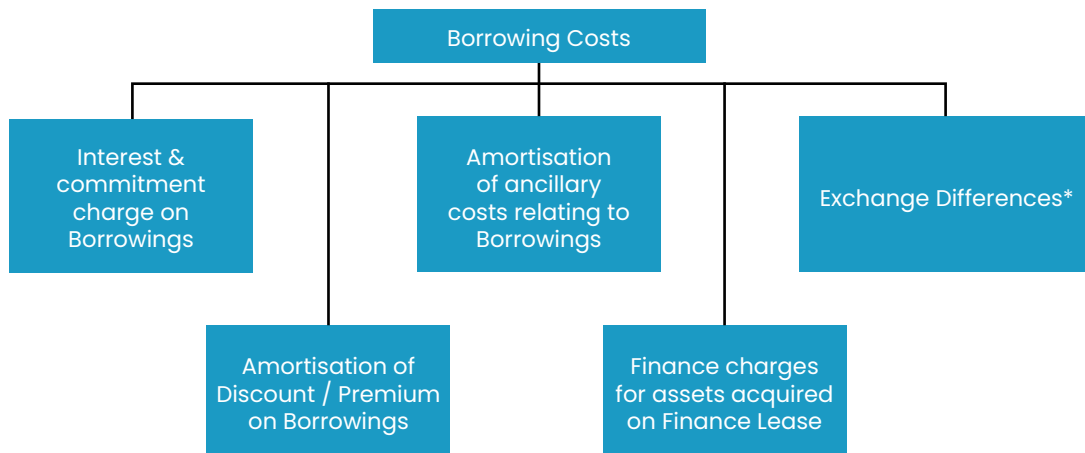 Borrowing Costs
Interest &
commitment
charge on
Borrowings
Amortisation
of ancillary
costs relating to
Borrowings
Exchange Differences*
Amortisation of
Discount / Premium
on Borrowings
Finance charges
for assets acquired
on Finance Lease